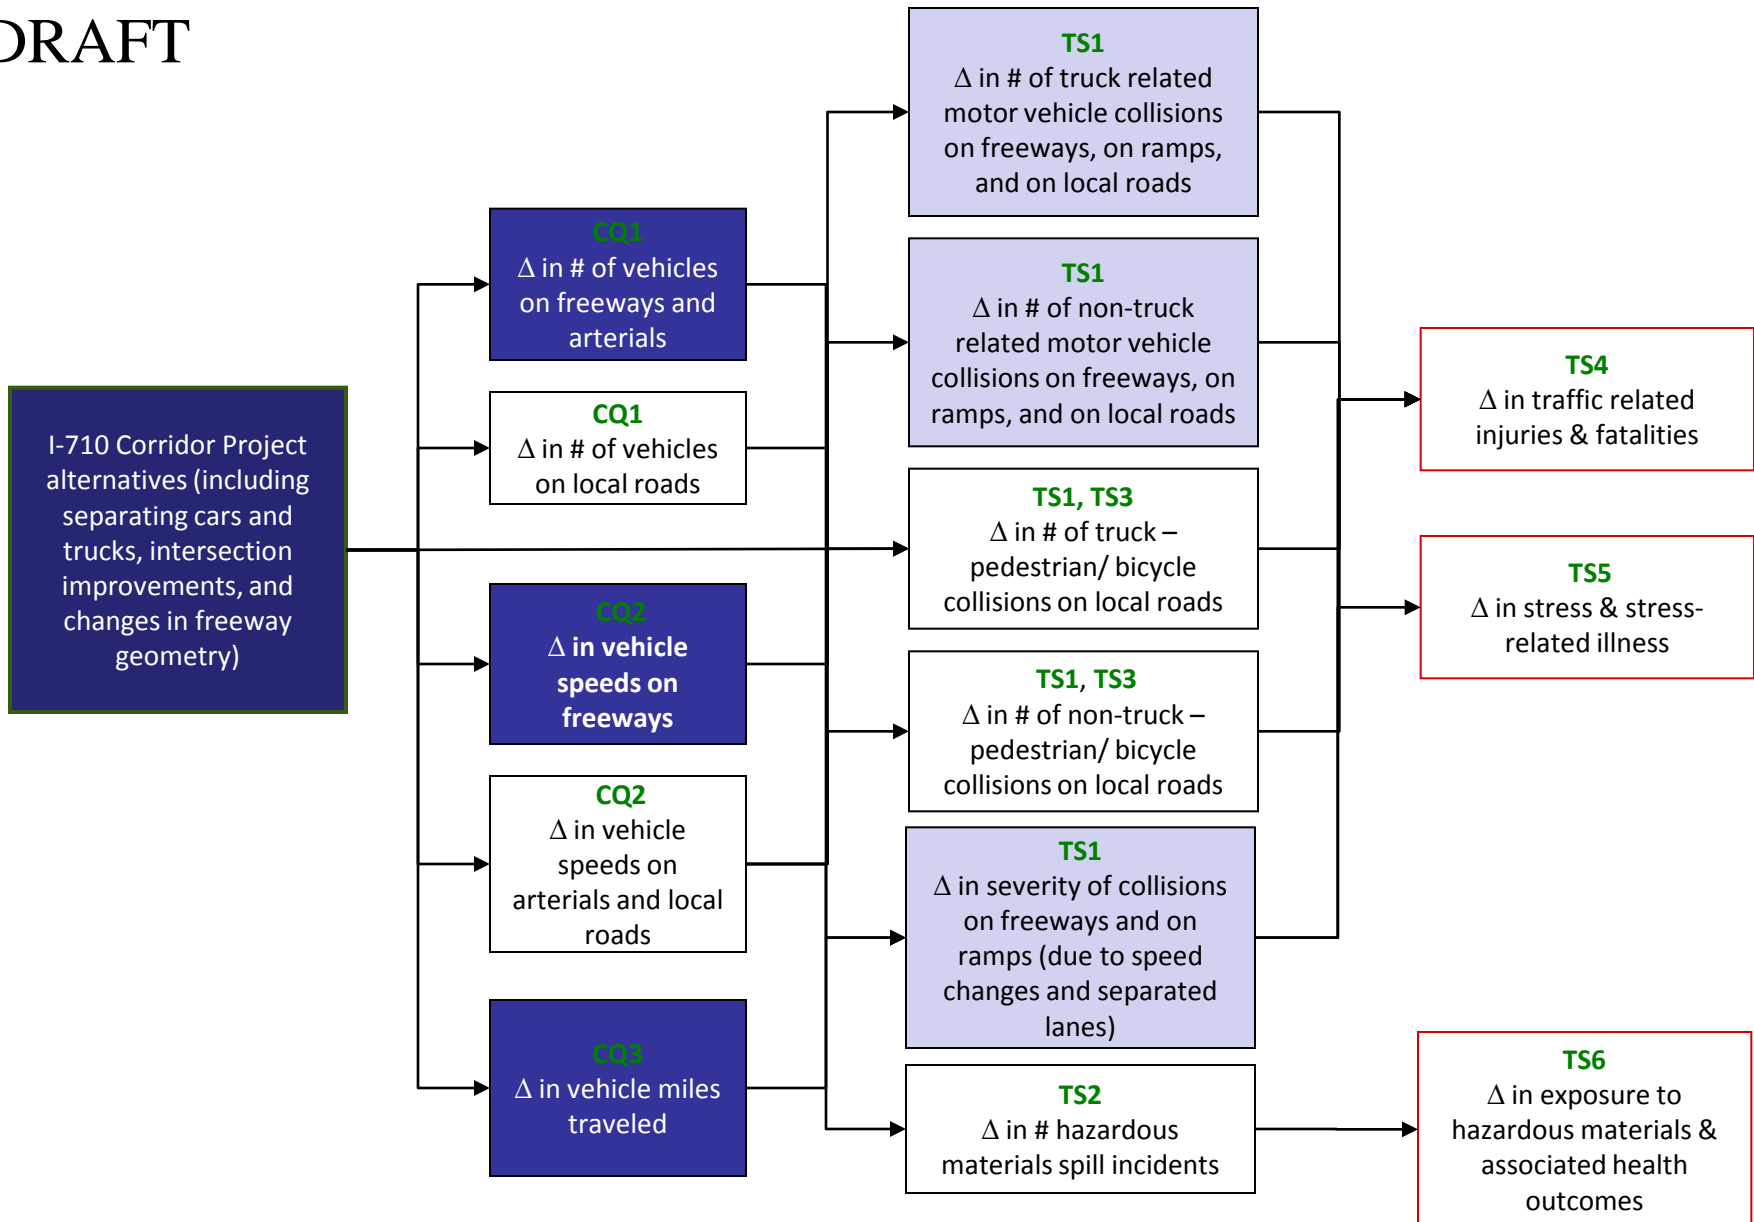 DRAFT
I-710 Corridor Project
alternatives (including
separating cars and
trucks, intersection
improvements, and
changes in freeway
geometry)
CQ1
Δ in # of vehicles
on freeways and
arterials
CQ1
Δ in # of vehicles
on local roads
CQ2
Δ in vehicle
speeds on
freeways
CQ2
Δ in vehicle
speeds on
arterials and local
roads
CQ3
Δ in vehicle miles
traveled
TS1
Δ in # of truck related
motor vehicle collisions
on freeways, on ramps,
and on local roads
TS1
Δ in # of non-truck
related motor vehicle
collisions on freeways, on
ramps, and on local roads
TS1, TS3
Δ in # of truck –
pedestrian/ bicycle
collisions on local roads
TS1, TS3
Δ in # of non-truck –
pedestrian/ bicycle
collisions on local roads
TS1
Δ in severity of collisions
on freeways and on
ramps (due to speed
changes and separated
lanes)
TS2
Δ in # hazardous
materials spill incidents
TS4
Δ in traffic related
injuries & fatalities
TS5
Δ in stress & stress-
related illness
TS6
Δ in exposure to
hazardous materials &
associated health
outcomes